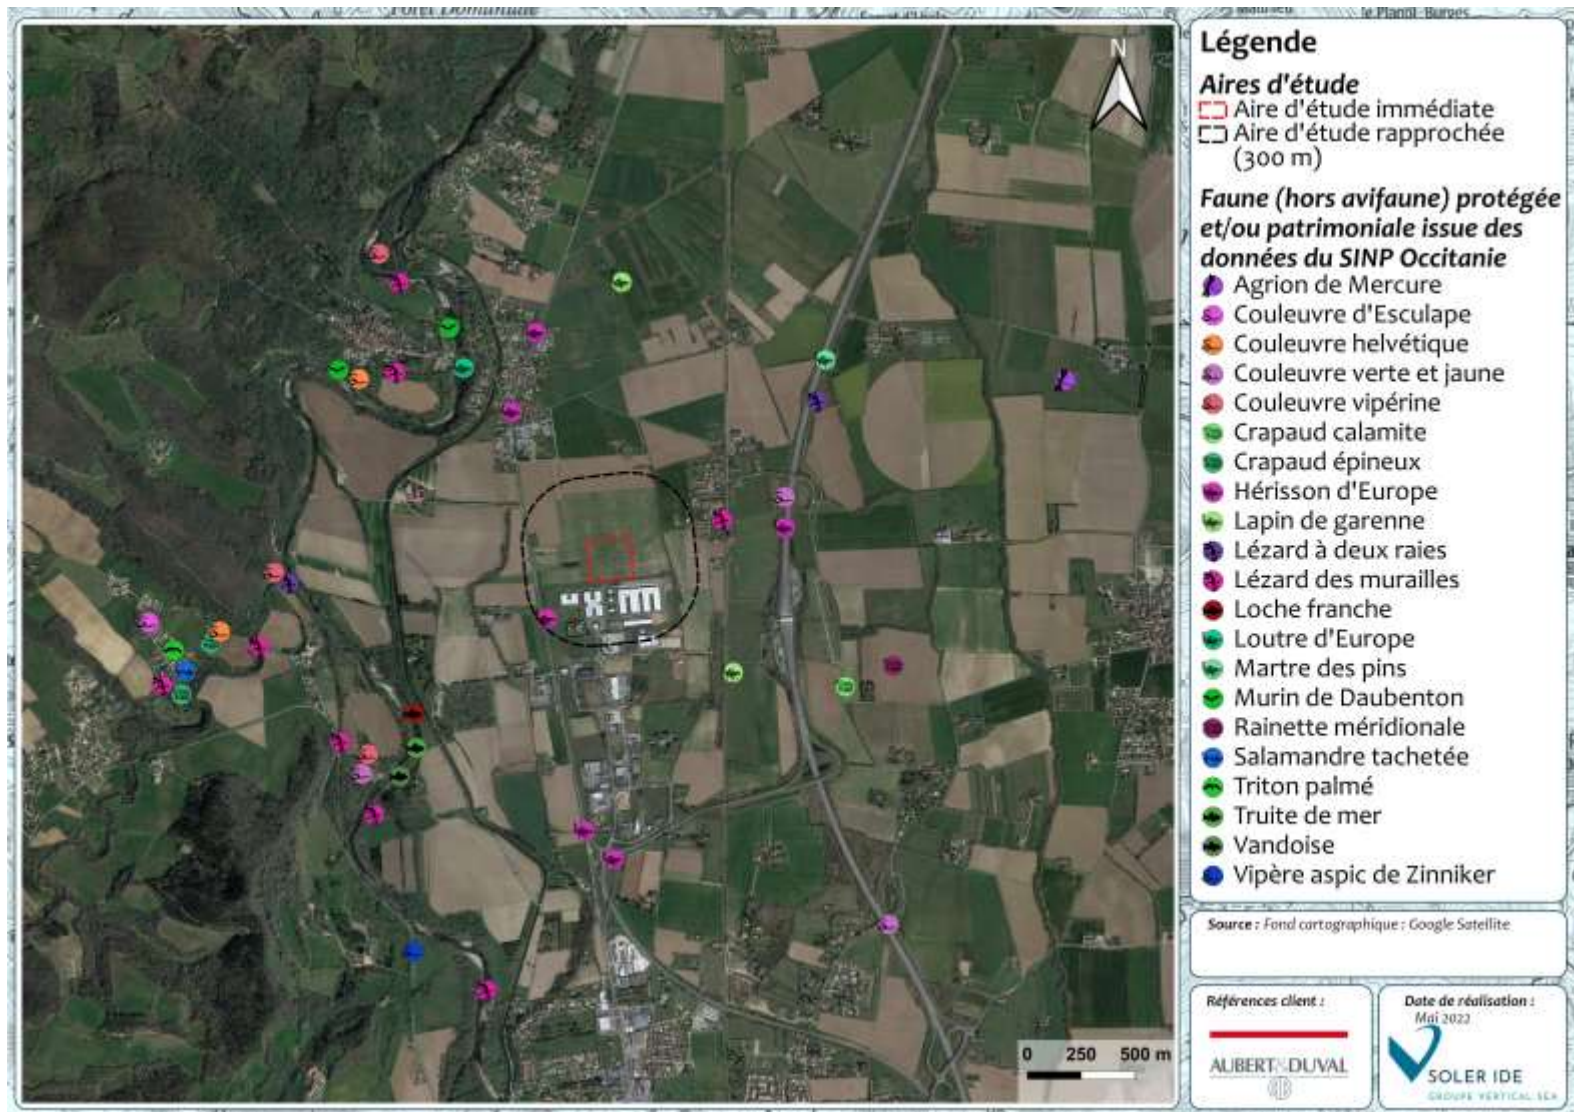 Légende
Aires d'étude
Aire d'étude immédiate
Aire d'étude rapprochée
(300 m)
Faune (hors avifaune) protégée
et/ou patrimoniale issue des
données du SINP Occitanie
Agrion de Mercure
Couleuvre d'Esculape
Couleuvre helvétique
Couleuvre verte et jaune
Couleuvre vipérine
Crapaud calamite
Crapaud épineux
Hérisson d'Europe
Lapin de garenne
Lézard à deux raies
Lézard des murailles
Loche franche
Loutre d'Europe
Martre des pins
Murin de Daubenton
Rainette méridionale
Salamandre tachetée
Triton palmé
Truite de mer
Vandoise
Vipère aspic de Zinniker
Source : Fond cartographique : Google Satellite
Références client :
AUBERT&DUVAL
Date de réalisation :
Mai 2022
SOLER IDE
GROUPE VERTICAL SEA
N
0 250 500 m